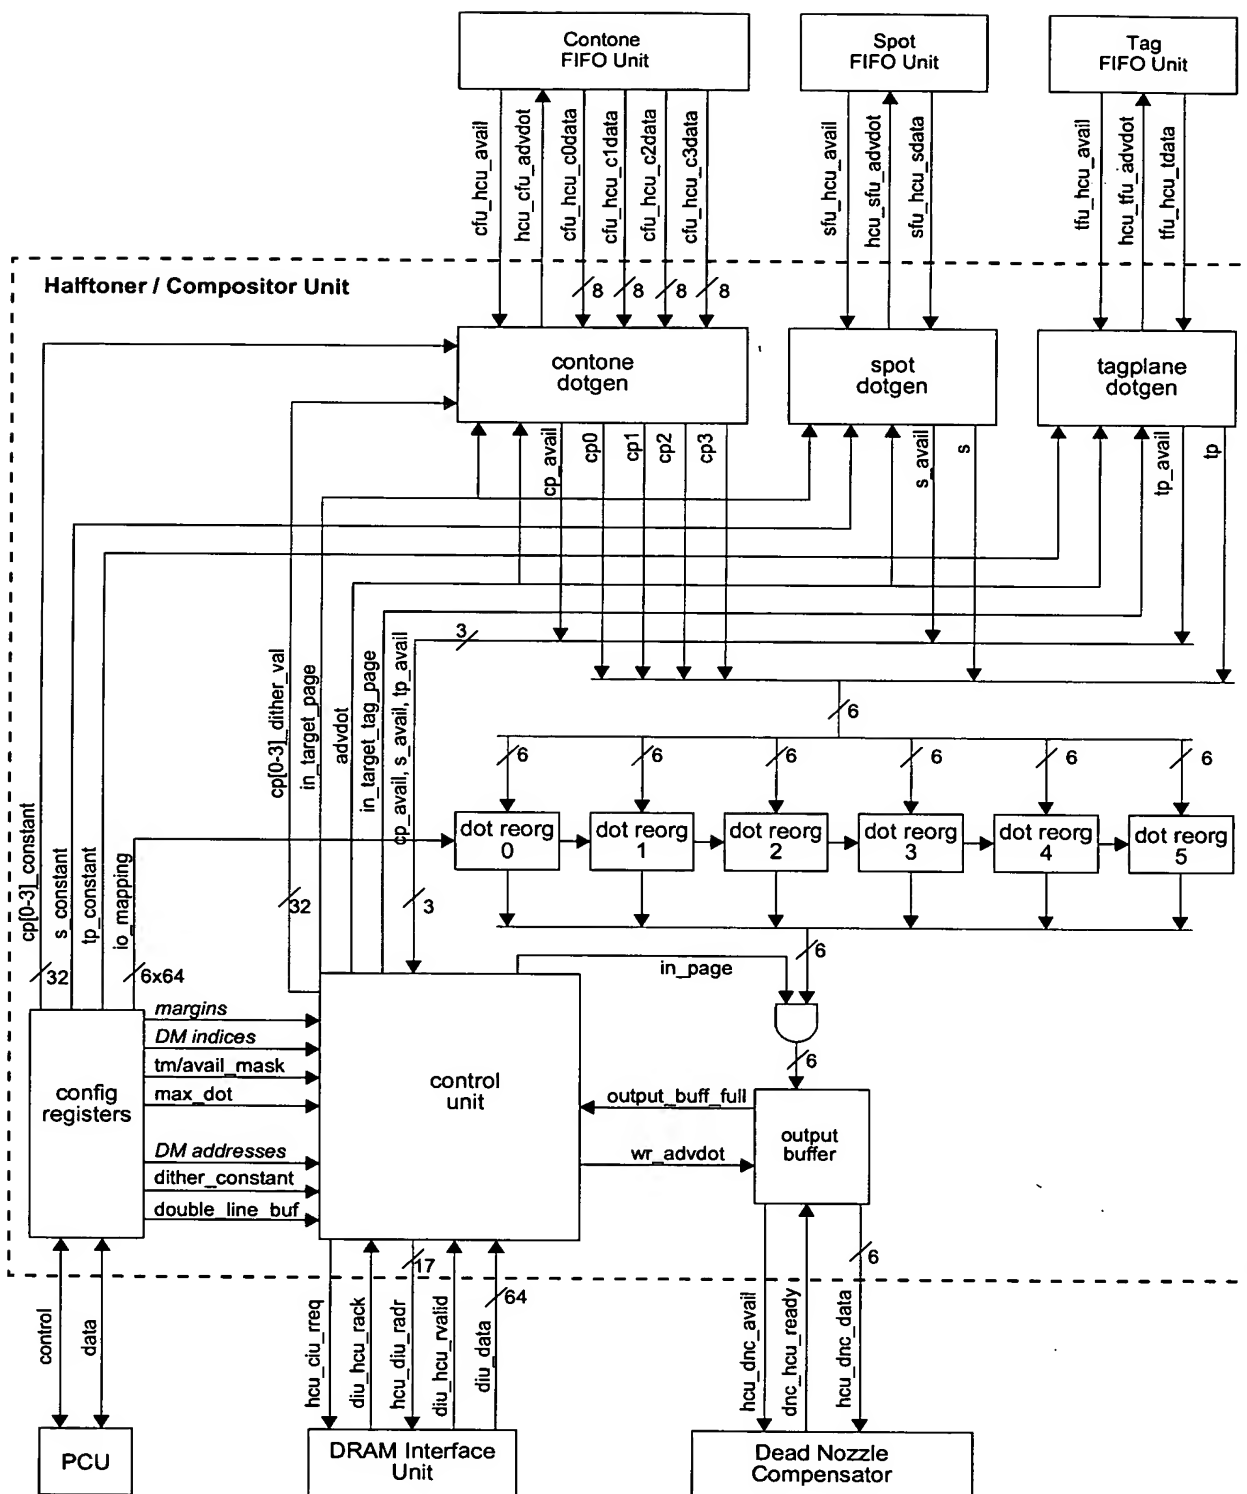 Contone
FIFO Unit
Spot
FIFO Unit
Tag
FIFO Unit
cfu_hcu_avail
hcu_cfu_advdot
cfu_hcu_c0data
cfu_hcu_c1data
cfu_hcu_c2data
cfu_hcu_c3data
sfu_hcu_avail
hcu_sfu_advdot
sfu_hcu_sdata
tfu_hcu_avail
hcu_tfu_advdot
tfu_hcu_tdata
Halftoner / Compositor Unit
8
8
8
8
contone
dotgen
spot
dotgen
tagplane
dotgen
cp_avail
cp0
cp1
cp2
cp3
s_avail
s
tp_avail
tp
3
6
cp[0-3]_dither_val
in_target_page
advdot
in_target_tag_page
cp_avail, s_avail, tp_avail
6
6
6
6
6
6
dot reorg
0
dot reorg
1
dot reorg
2
dot reorg
3
dot reorg
4
dot reorg
5
cp[0-3]_constant
s_constant
tp_constant
io_mapping
32
3
32
6x64
in_page
6
margins
DM indices
tm/avail_mask
max_dot
DM addresses
dither_constant
double_line_buf
config
registers
control
unit
6
output_buff_full
wr_advdot
output
buffer
17
64
6
control
data
hcu_ciu_rreq
diu_hcu_rack
hcu_diu_radr
diu_hcu_rvalid
diu_data
hcu_dnc_avail
dnc_hcu_ready
hcu_dnc_data
PCU
DRAM Interface
Unit
Dead Nozzle
Compensator